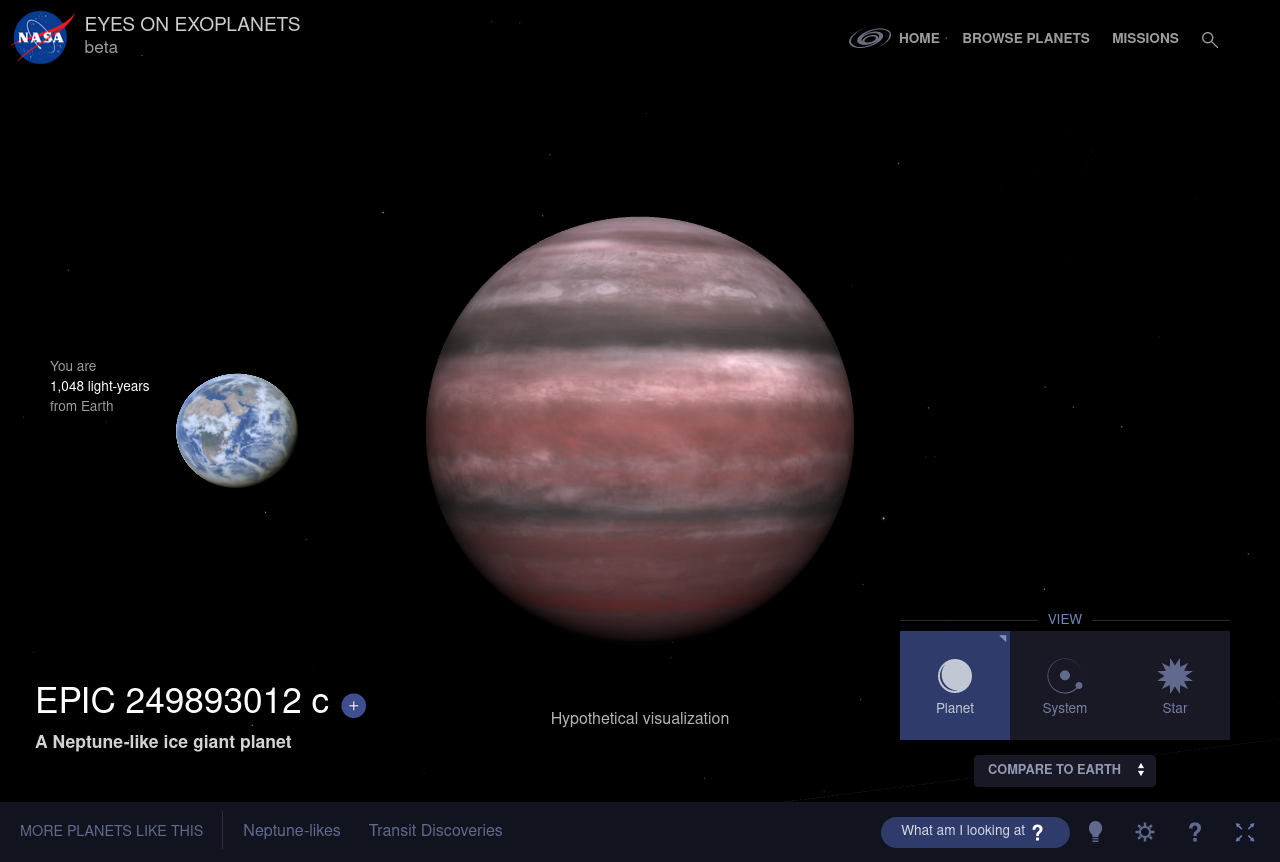 NASA
EYES ON EXOPLANETS
beta
HOME
BROWSE PLANETS
MISSIONS
You are
1,048 light-years
from Earth
VIEW
Planet
System
Star
EPIC 249893012 c +
A Neptune-like ice giant planet
Hypothetical visualization
COMPARE TO EARTH
MORE PLANETS LIKE THIS
Neptune-likes
Transit Discoveries
What am I looking at ?
?